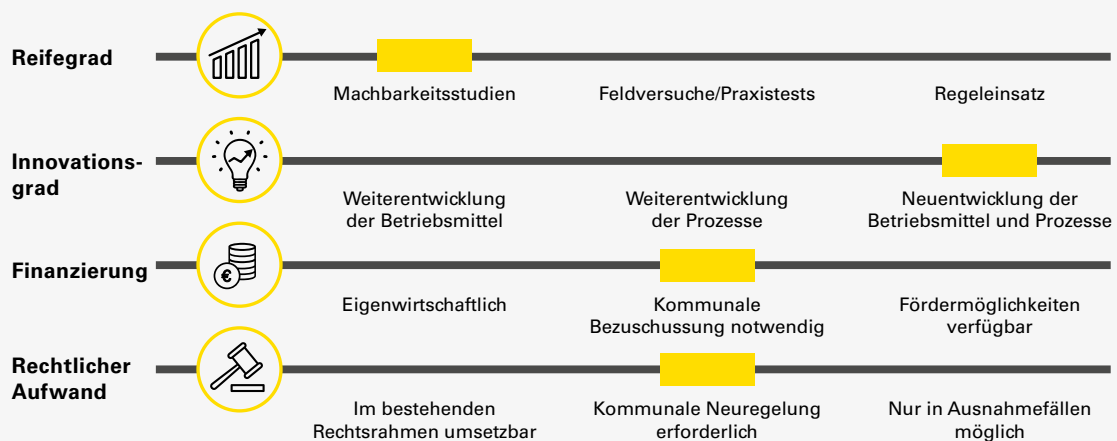 Reifegrad
Machbarkeitsstudien
Feldversuche/Praxistests
Regeleinsatz
Innovations-
grad
Weiterentwicklung
der Betriebsmittel
Weiterentwicklung
der Prozesse
Neuentwicklung der
Betriebsmittel und Prozesse
Finanzierung
€
Eigenwirtschaftlich
Kommunale
Bezuschussung notwendig
Fördermöglichkeiten
verfügbar
Rechtlicher
Aufwand
Im bestehenden
Rechtsrahmen umsetzbar
Kommunale Neuregelung
erforderlich
Nur in Ausnahmefällen
möglich